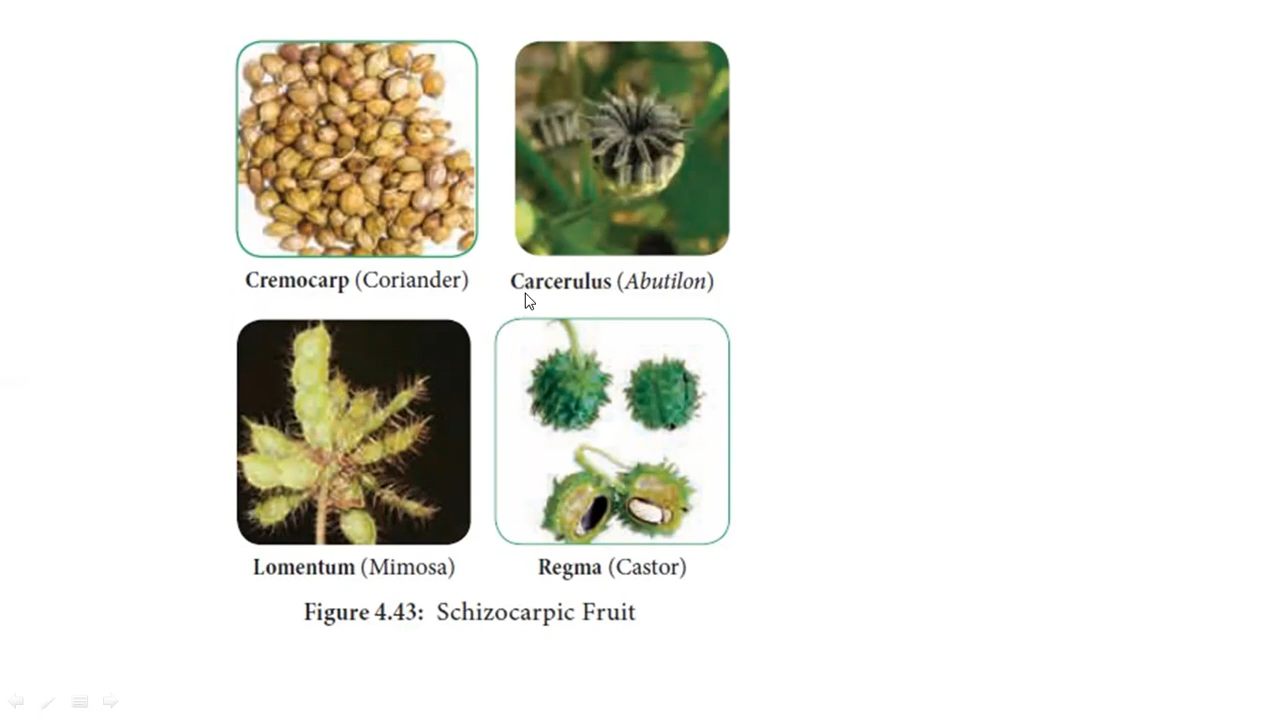 Cremocarp (Coriander)
Carcerulus (Abutilon)
Lomentum (Mimosa)
Regma (Castor)
Figure 4.43: Schizocarpic Fruit